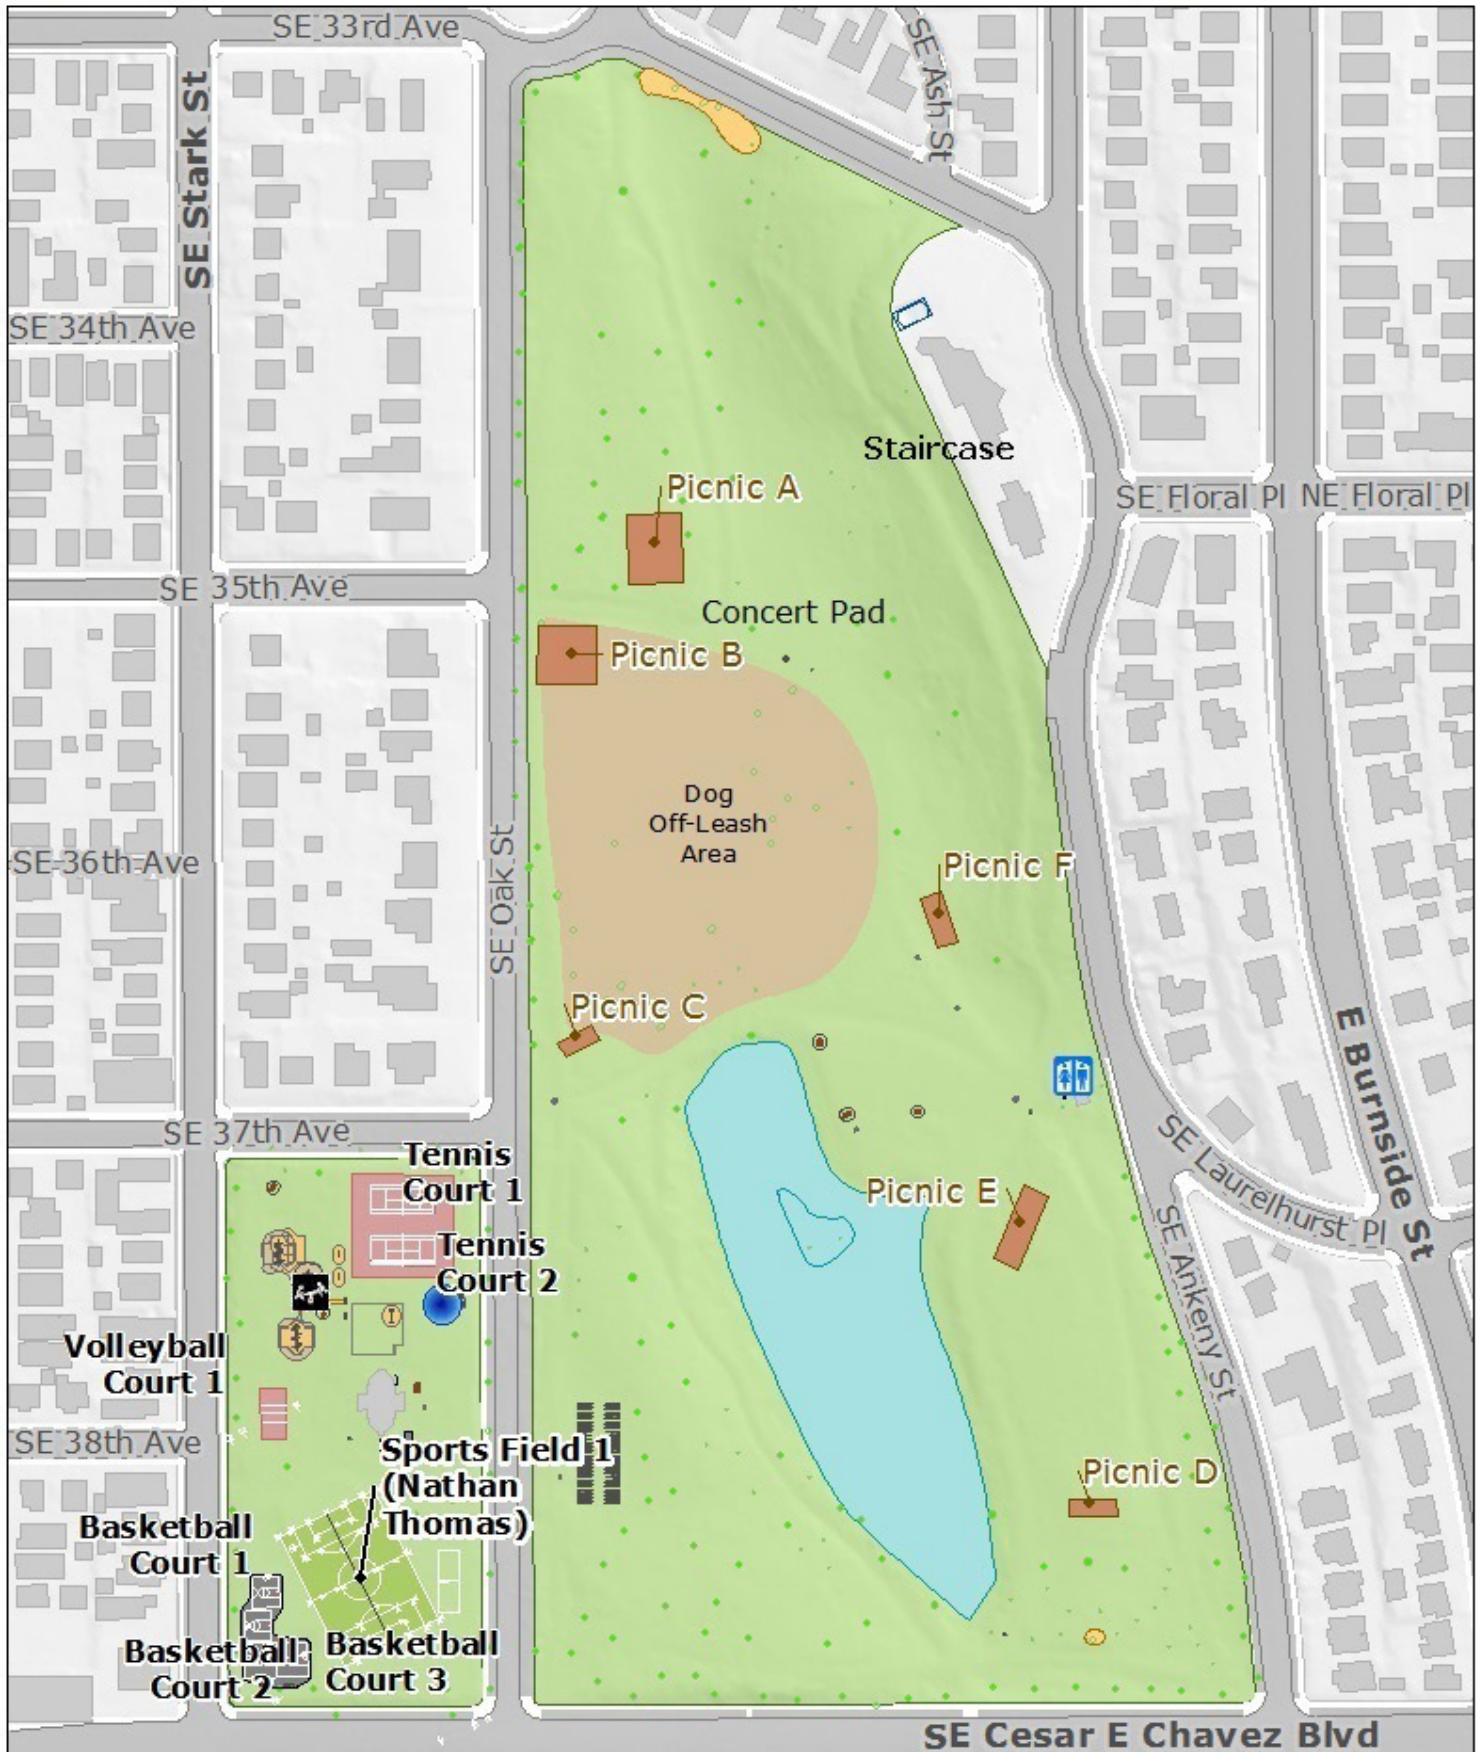 SE 33rd Ave
SE Ash St
SE Stark St
SE 34th Ave
Staircase
Picnic A
SE Floral Pl
NE Floral Pl
SE 35th Ave
Concert Pad
Picnic B
Dog
Off-Leash
Area
SE 36th Ave
SE Oak St
Picnic F
Picnic C
E Burnside St
SE 37th Ave
SE Laurelhurst Pl
Tennis
Court 1
Picnic E
SE Ankeny St
Tennis
Court 2
Volleyball
Court 1
SE 38th Ave
Sports Field 1
(Nathan
Thomas)
Picnic D
Basketball
Court 1
Basketball
Court 2
Basketball
Court 3
SE Cesar E Chavez Blvd